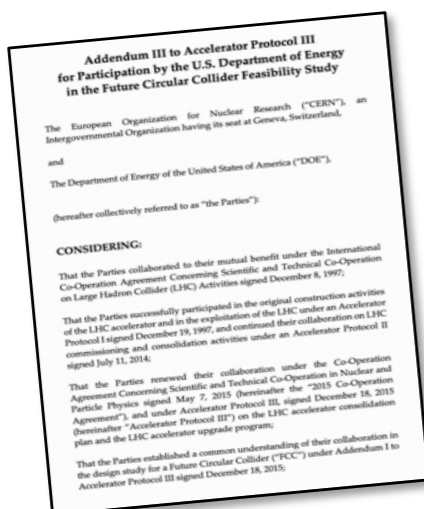 Addendum III to Accelerator Protocol III
for Participation by the U.S. Department of Energy
in the Future Circular Collider Feasibility Study
The European Organization for Nuclear Research ("CERN"), an
Intergovernmental Organization having its seat at Geneva, Switzerland,
and
The Department of Energy of the United States of America ("DOE"),
(hereafter collectively referred to as "the Parties"):
CONSIDERING:
That the Parties collaborated to their mutual benefit under the International
Co-Operation Agreement Concerning Scientific and Technical Co-Operation
on Large Hadron Collider (LHC) Activities signed December 8, 1997;
That the Parties successfully participated in the original construction activities
of the LHC accelerator and in the exploitation of the LHC under an Accelerator
Protocol I signed December 19, 1997, and continued their collaboration on LHC
commissioning and consolidation activities under an Accelerator Protocol II
signed July 11, 2014;
That the Parties renewed their collaboration under the Co-Operation
Agreement Concerning Scientific and Technical Co-Operation in Nuclear and
Particle Physics signed May 7, 2015 (hereinafter the "2015 Co-Operation
Agreement"), and under Accelerator Protocol III, signed December 18, 2015
(hereinafter "Accelerator Protocol III") on the LHC accelerator consolidation
plan and the LHC accelerator upgrade program;
That the Parties established a common understanding of their collaboration in
the design study for a Future Circular Collider ("FCC") under Addendum I to
Accelerator Protocol III signed December 18, 2015;